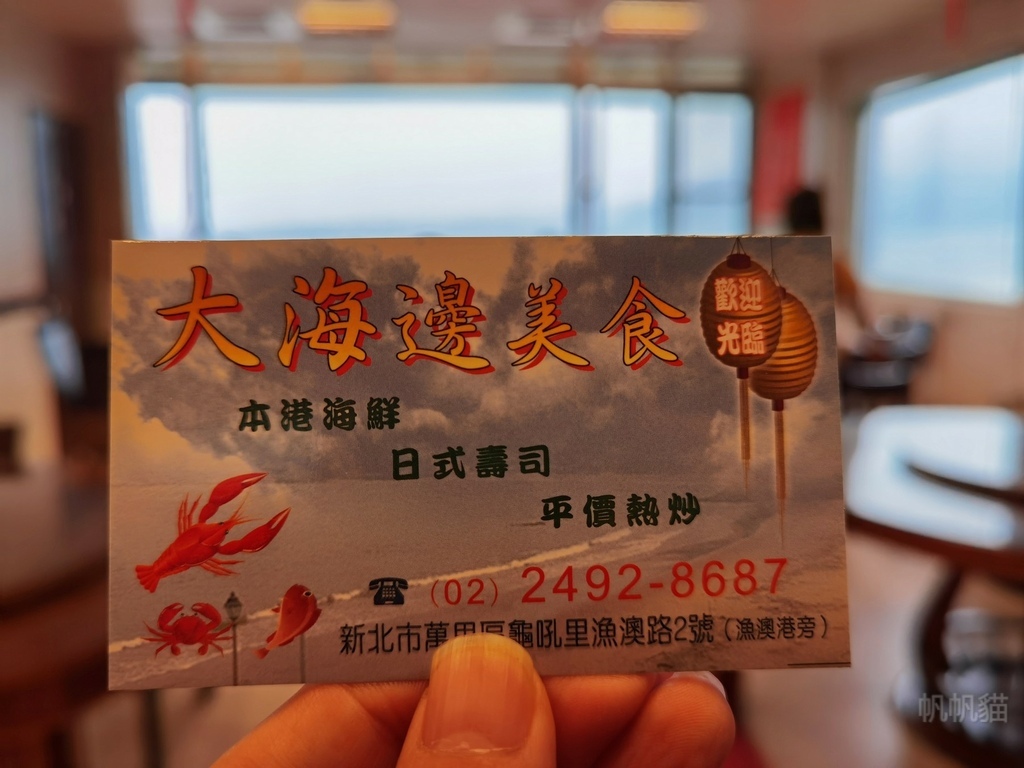 大海邊美食
歡迎
光臨
本港海鮮
日式壽司
平價熱炒
(02) 2492-8687
新北市萬里區龜吼里漁澳路2號（漁澳港旁）
帆帆貓